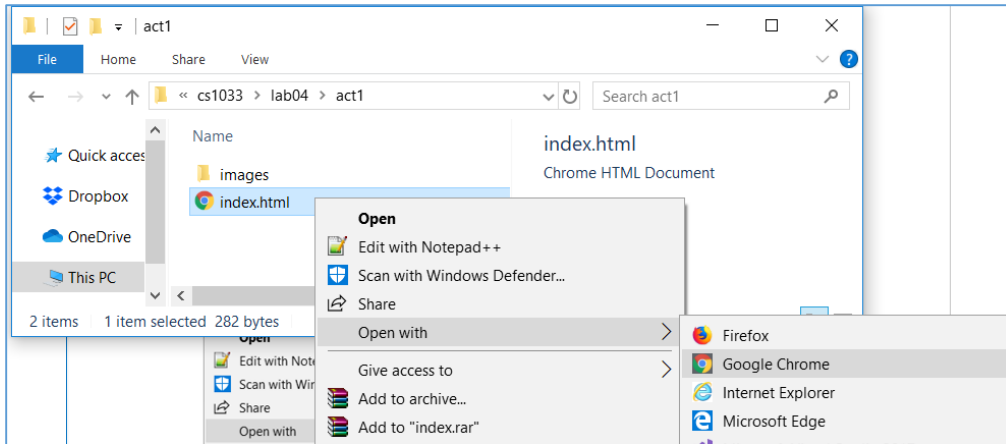 act1
File Home Share View
« cs1033 > lab04 > act1 Search act1
Name
Quick acces
Dropbox
OneDrive
This PC
images
index.html
index.html
Chrome HTML Document
2 items 1 item selected 282 bytes
Open
Edit with Notepad++
Scan with Windows Defender...
Share
Open with
Give access to
Add to archive...
Add to "index.rar"
Firefox
Google Chrome
Internet Explorer
Microsoft Edge
Open
Edit with Note
Scan with Wir
Share
Open with